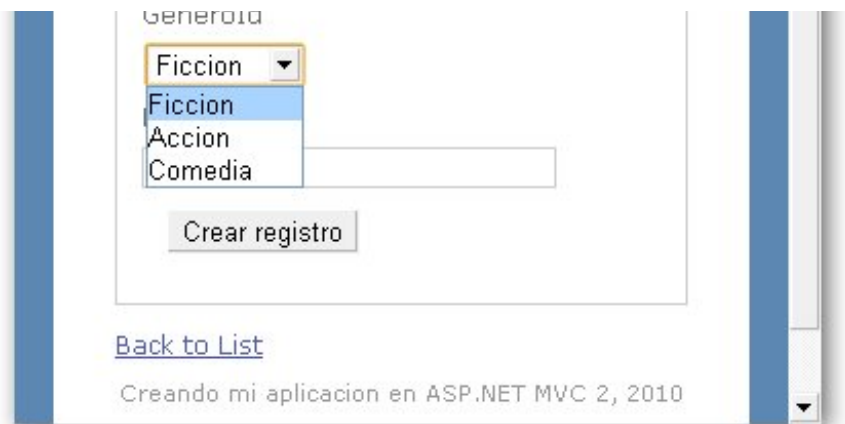 GeneroId
Ficcion
Ficcion
Accion
Comedia
Crear registro
Back to List
Creando mi aplicacion en ASP.NET MVC 2, 2010